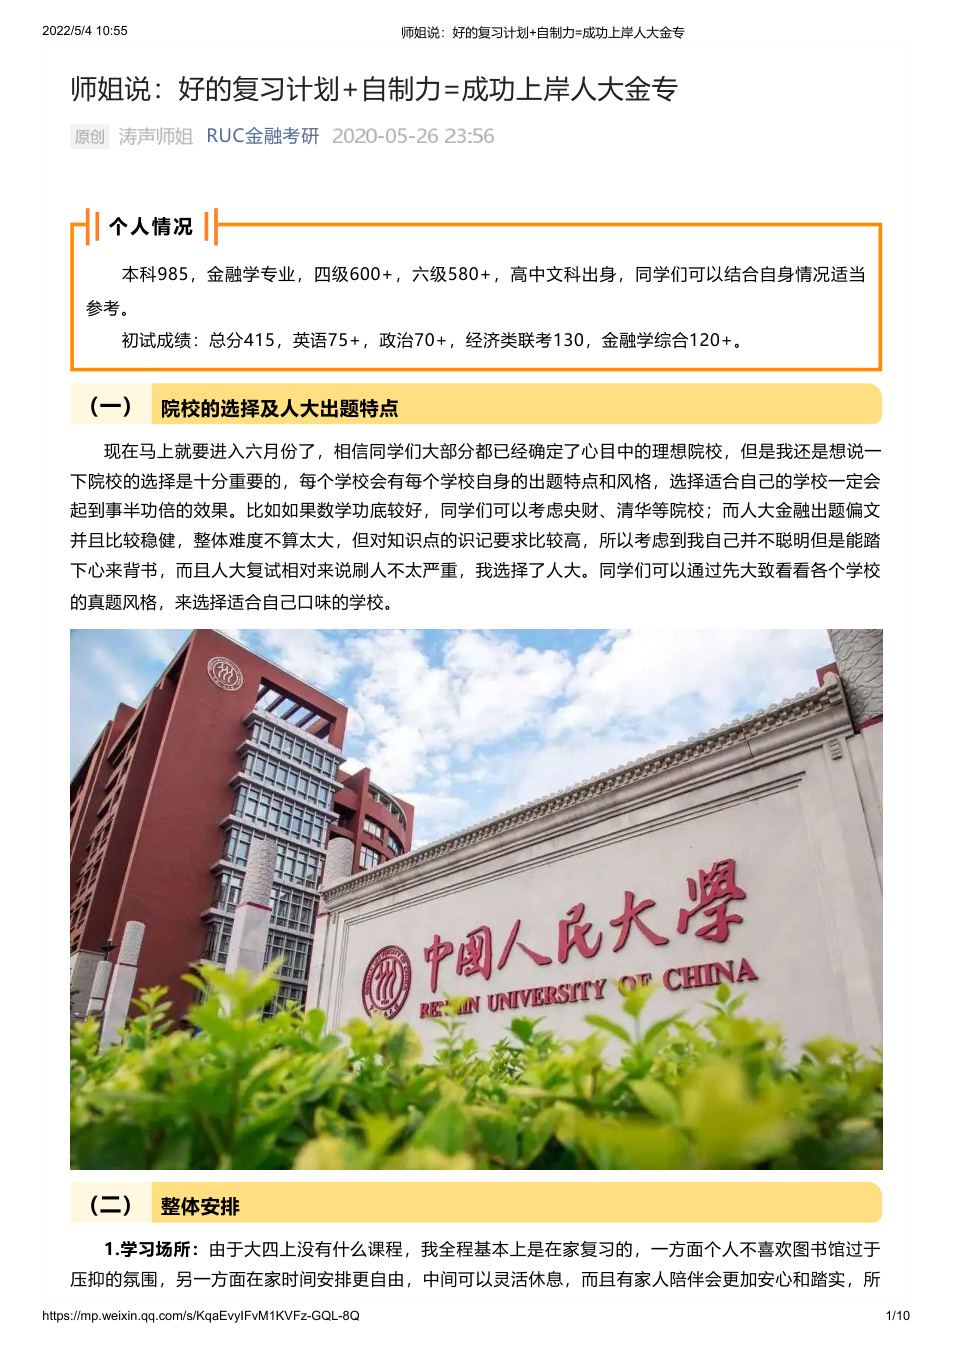 2022/5/4 10:55
师姐说：好的复习计划+自制力=成功上岸人大金专
师姐说：好的复习计划+自制力=成功上岸人大金专
原创 涛声师姐 RUC金融考研 2020-05-26 23:56
个人情况
本科985，金融学专业，四级600+，六级580+，高中文科出身，同学们可以结合自身情况适当
参考。
初试成绩：总分415，英语75+，政治70+，经济类联考130，金融学综合120+。
（一） 院校的选择及人大出题特点
现在马上就要进入六月份了，相信同学们大部分都已经确定了心目中的理想院校，但是我还是想说一
下院校的选择是十分重要的，每个学校会有每个学校自身的出题特点和风格，选择适合自己的学校一定会
起到事半功倍的效果。比如如果数学功底较好，同学们可以考虑央财、清华等院校；而人大金融出题偏文
并且比较稳健，整体难度不算太大，但对知识点的识记要求比较高，所以考虑到我自己并不聪明但是能踏
下心来背书，而且人大复试相对来说刷人不太严重，我选择了人大。同学们可以通过先大致看看各个学校
的真题风格，来选择适合自己口味的学校。
中国人民大学
UNIVERSITY OF CHINA
（二） 整体安排
1.学习场所：由于大四上没有什么课程，我全程基本上是在家复习的，一方面个人不喜欢图书馆过于
压抑的氛围，另一方面在家时间安排更自由，中间可以灵活休息，而且有家人陪伴会更加安心和踏实，所
https://mp.weixin.qq.com/s/KqaEvyIFvM1KVFz-GQL-8Q
1/10